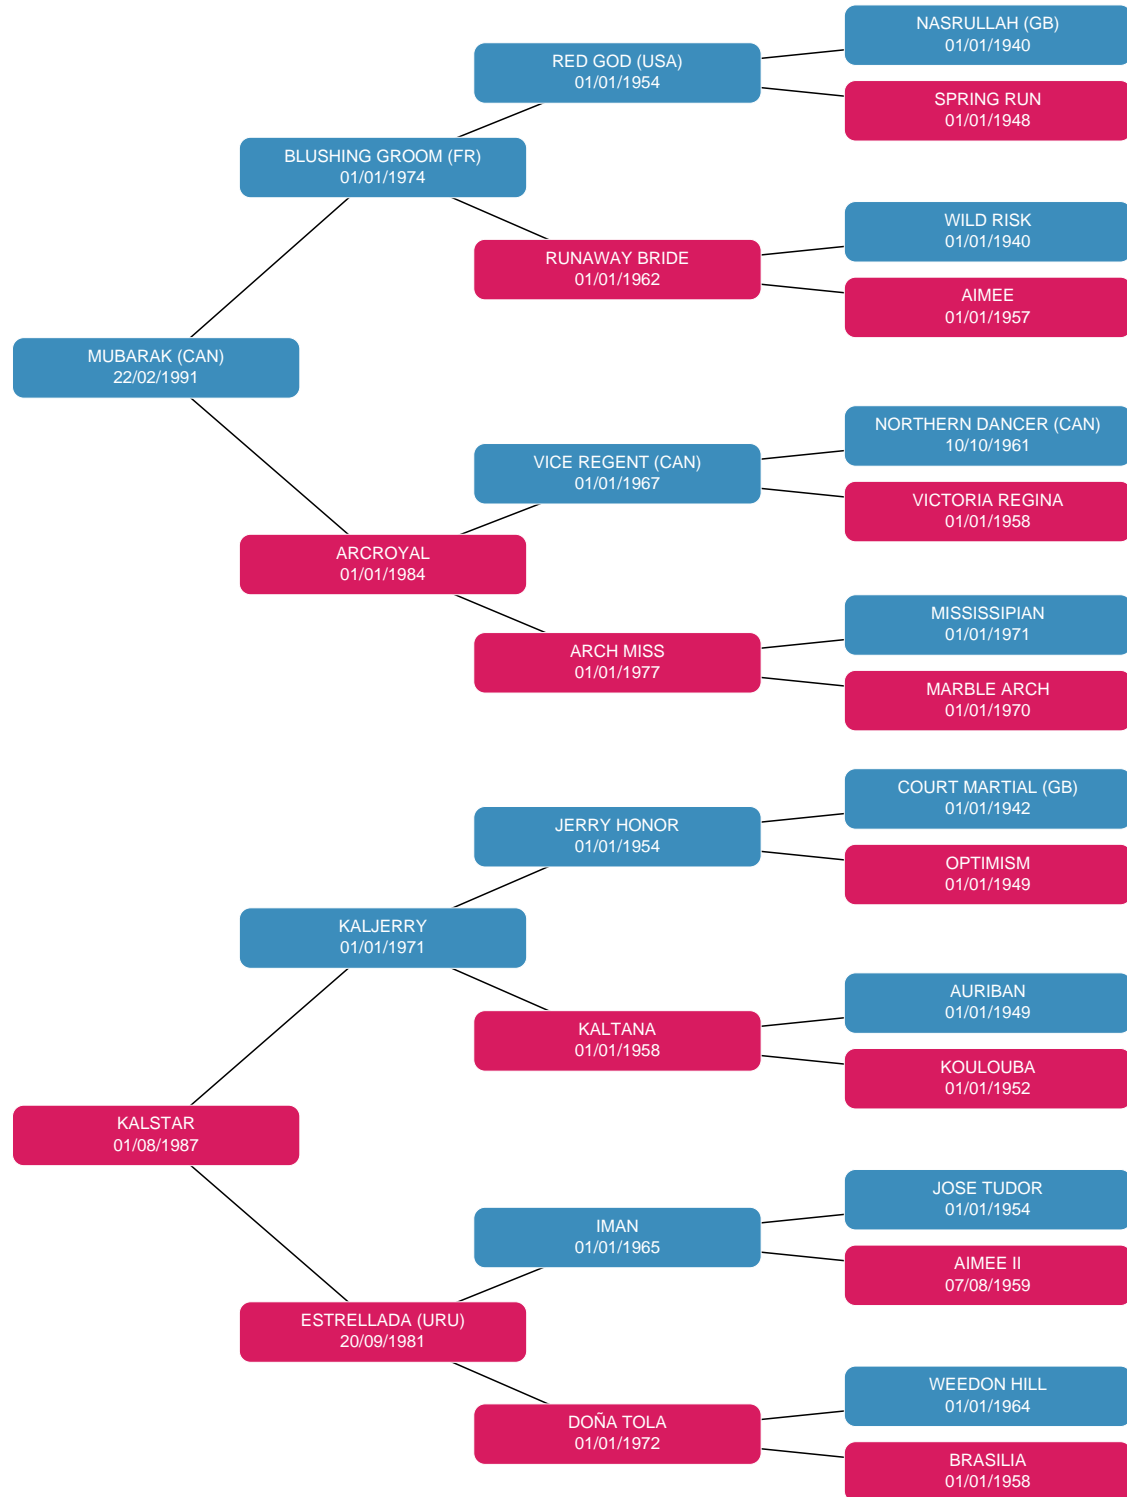 NASRULLAH (GB)
01/01/1940
RED GOD (USA)
01/01/1954
SPRING RUN
01/01/1948
BLUSHING GROOM (FR)
01/01/1974
WILD RISK
01/01/1940
RUNAWAY BRIDE
01/01/1962
AIMEE
01/01/1957
MUBARAK (CAN)
22/02/1991
NORTHERN DANCER (CAN)
10/10/1961
VICE REGENT (CAN)
01/01/1967
VICTORIA REGINA
01/01/1958
ARCROYAL
01/01/1984
MISSISSIPIAN
01/01/1971
ARCH MISS
01/01/1977
MARBLE ARCH
01/01/1970
COURT MARTIAL (GB)
01/01/1942
JERRY HONOR
01/01/1954
OPTIMISM
01/01/1949
KALJERRY
01/01/1971
AURIBAN
01/01/1949
KALTANA
01/01/1958
KOULOUBA
01/01/1952
KALSTAR
01/08/1987
JOSE TUDOR
01/01/1954
IMAN
01/01/1965
AIMEE II
07/08/1959
ESTRELLADA (URU)
20/09/1981
WEEDON HILL
01/01/1964
DOÑA TOLA
01/01/1972
BRASILIA
01/01/1958